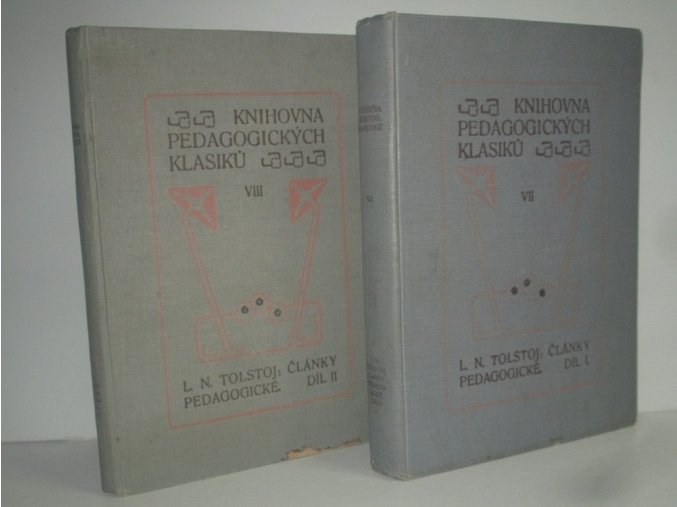 KNIHOVNA
PEDAGOGICKÝCH
KLASIKŮ
VIII
L. N. TOLSTOJ: ČLÁNKY
PEDAGOGICKÉ. DÍL II
KNIHOVNA
PEDAGOGICKÝCH
KLASIKŮ
VII
L. N. TOLSTOJ: ČLÁNKY
PEDAGOGICKÉ. DÍL I.